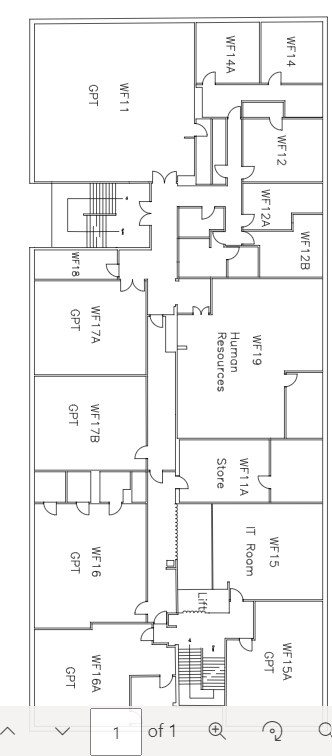 WF14
WF14A
WF11
GPT
WF12
WF12A
WF12B
WF18
WF17A
GPT
WF19
Human
Resources
WF17B
GPT
WF11A
Store
WF15
IT Room
WF16
GPT
Lift
WF15A
GPT
WF16A
GPT
1 of 1